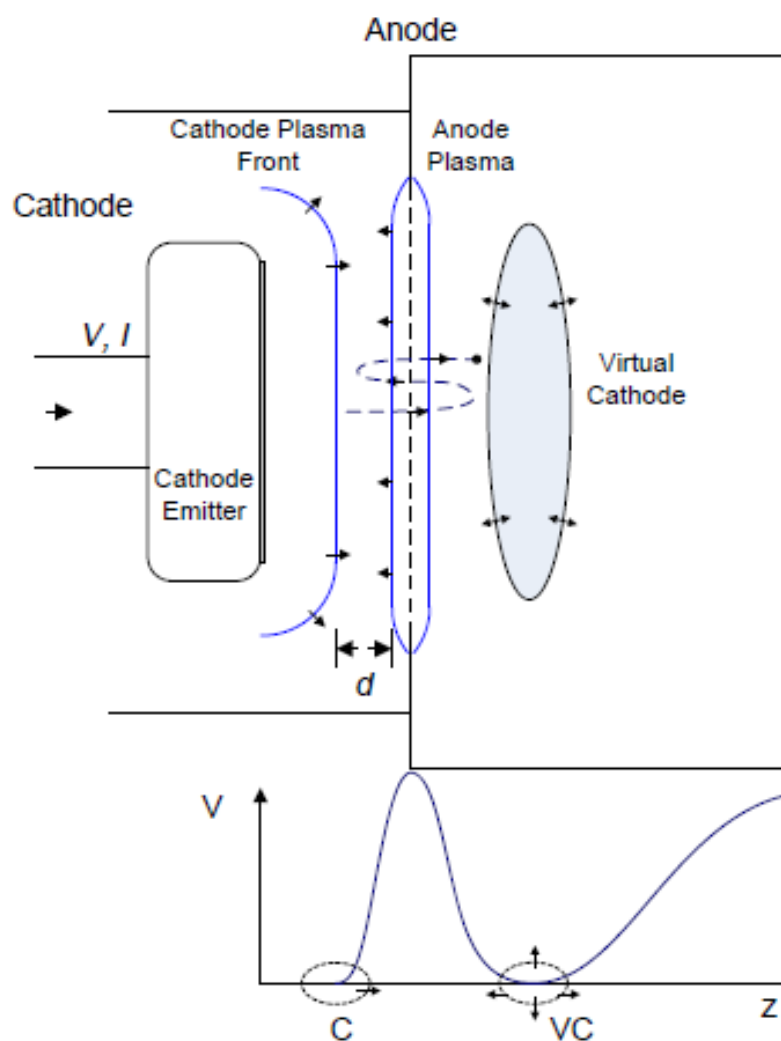 Anode
Cathode Plasma
Front
Anode
Plasma
Cathode
V, I
Virtual
Cathode
Cathode
Emitter
d
V
C
VC
z